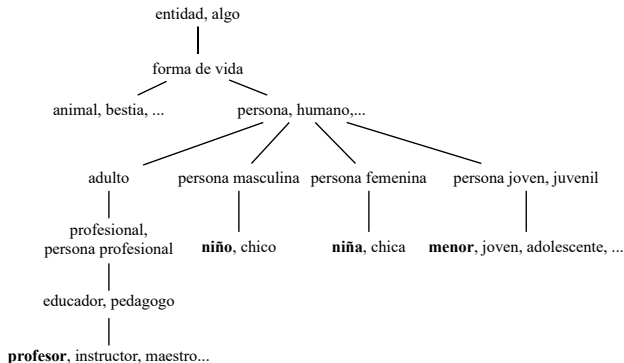 entidad, algo
forma de vida
animal, bestia, ...
persona, humano,...
adulto
persona masculina
persona femenina
persona joven, juvenil
profesional,
persona profesional
niño, chico
niña, chica
menor, joven, adolescente, ...
educador, pedagogo
profesor, instructor, maestro...